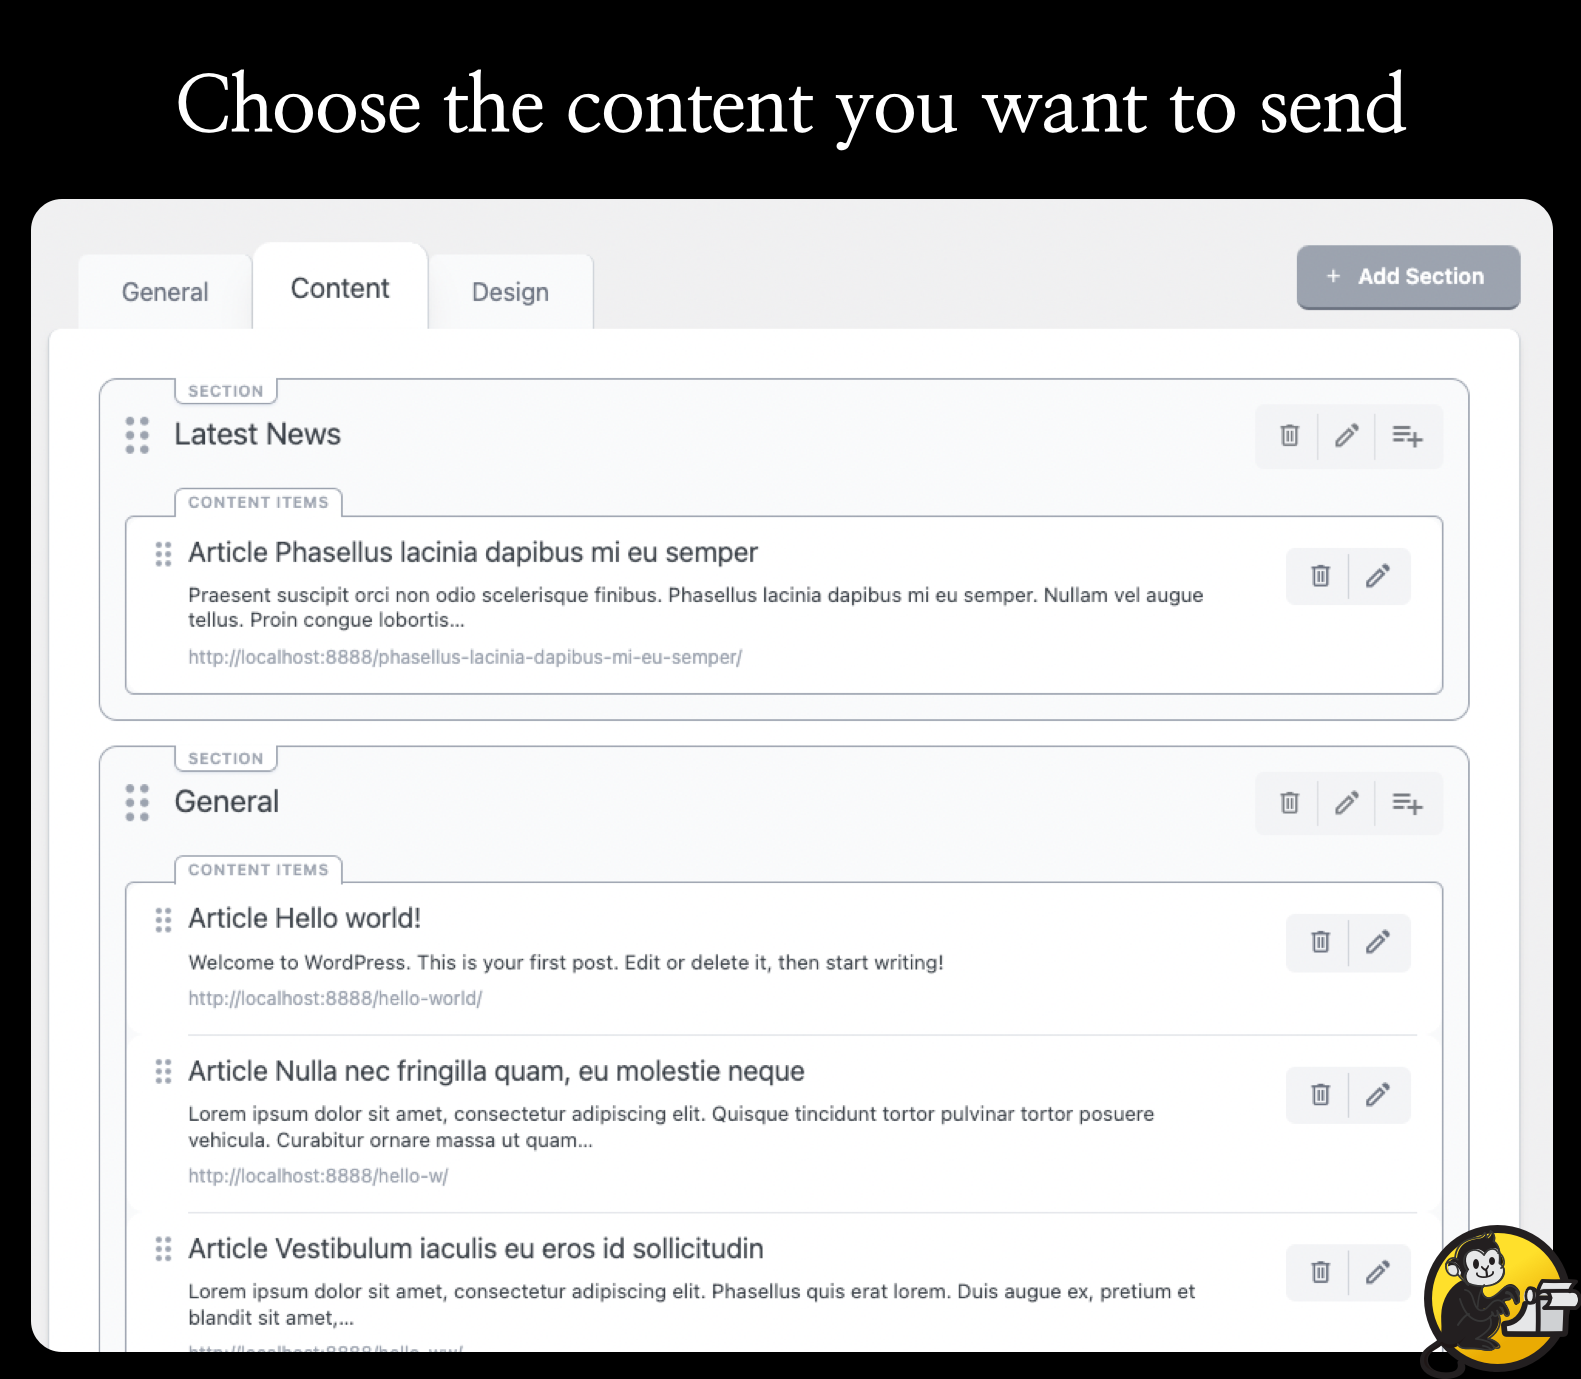 Choose the content you want to send
General
Content
Design
+ Add Section
SECTION
Latest News
CONTENT ITEMS
Article Phasellus lacinia dapibus mi eu semper
Praesent suscipit orci non odio scelerisque finibus. Phasellus lacinia dapibus mi eu semper. Nullam vel augue
tellus. Proin congue lobortis...
http://localhost:8888/phasellus-lacinia-dapibus-mi-eu-semper/
SECTION
General
CONTENT ITEMS
Article Hello world!
Welcome to WordPress. This is your first post. Edit or delete it, then start writing!
http://localhost:8888/hello-world/
Article Nulla nec fringilla quam, eu molestie neque
Lorem ipsum dolor sit amet, consectetur adipiscing elit. Quisque tincidunt tortor pulvinar tortor posuere
vehicula. Curabitur ornare massa ut quam...
http://localhost:8888/hello-w/
Article Vestibulum iaculis eu eros id sollicitudin
Lorem ipsum dolor sit amet, consectetur adipiscing elit. Phasellus quis erat lorem. Duis augue ex, pretium et
blandit sit amet,...